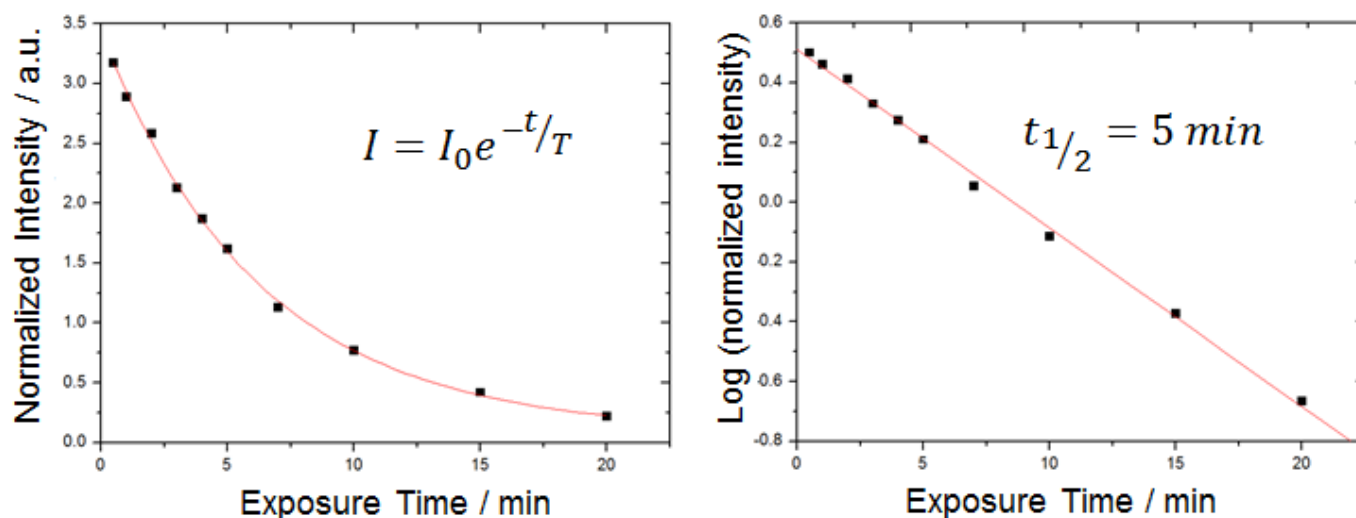 Normalized Intensity / a.u.
3.5
3.0
2.5
2.0
1.5
1.0
0.5
0.0
I = I₀e^−t/T
0 5 10 15 20
Exposure Time / min
Log (normalized intensity)
0.6
0.4
0.2
0.0
0.2
0.4
0.6
-0.8
t₁/₂ = 5 min
0 5 10 15 20
Exposure Time / min